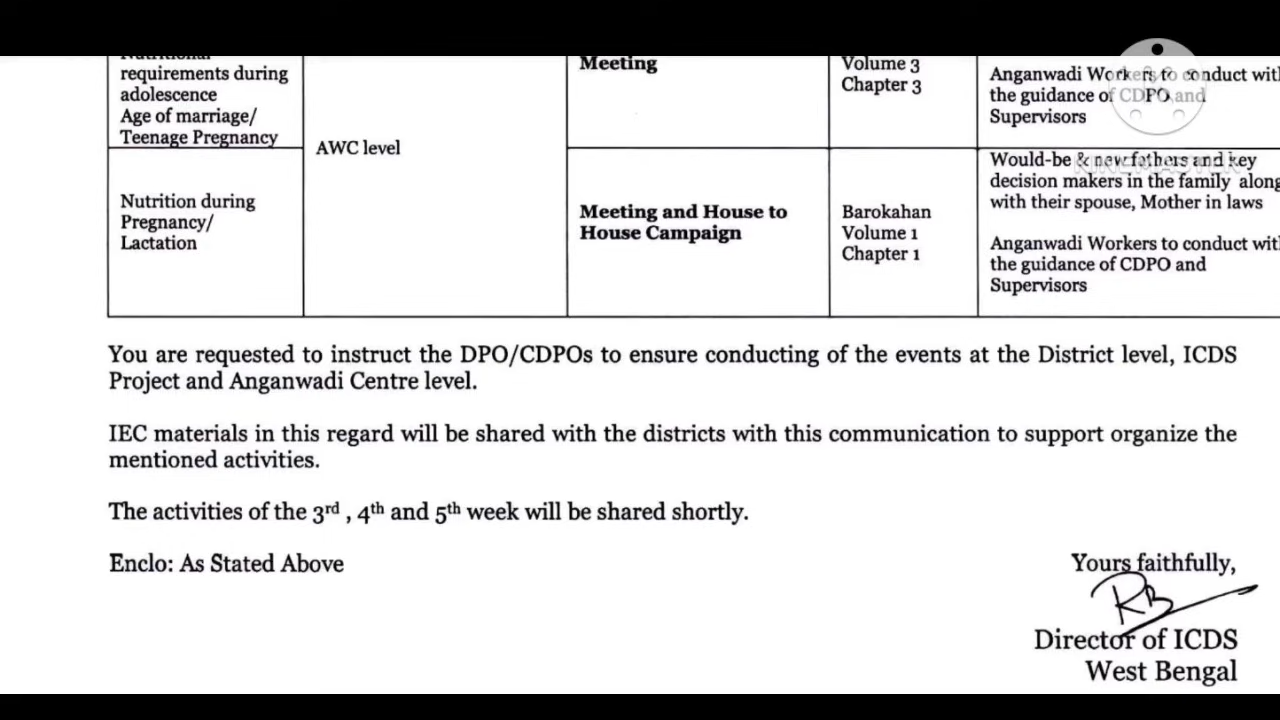 Nutritional
requirements during
adolescence
Age of marriage/
Teenage Pregnancy
AWC level
Meeting
Volume 3
Chapter 3
Anganwadi Workers to conduct with
the guidance of CDPO and
Supervisors
Nutrition during
Pregnancy/
Lactation
Meeting and House to
House Campaign
Barokahan
Volume 1
Chapter 1
Would-be & new fathers and key
decision makers in the family along
with their spouse, Mother in laws
Anganwadi Workers to conduct with
the guidance of CDPO and
Supervisors
KINEMASTER
You are requested to instruct the DPO/CDPOs to ensure conducting of the events at the District level, ICDS
Project and Anganwadi Centre level.
IEC materials in this regard will be shared with the districts with this communication to support organize the
mentioned activities.
The activities of the 3rd , 4th and 5th week will be shared shortly.
Enclo: As Stated Above
Yours faithfully,
RB
Director of ICDS
West Bengal